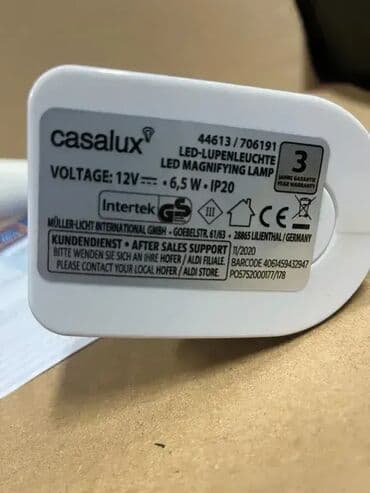 casalux
44613 / 706191
LED-LUPENLEUCHTE
LED MAGNIFYING LAMP
3
JAHRE GARANTIE
YEAR WARRANTY
VOLTAGE: 12V • 6,5 W • IP20
Intertek GS III CE
MÜLLER-LICHT INTERNATIONAL GMBH • GOEBELSTR. 61/63 • 28865 LILIENTHAL / GERMANY
KUNDENDIENST • AFTER SALES SUPPORT
BITTE WENDEN SIE SICH AN IHRE HOFER / ALDI FILIALE.
PLEASE CONTACT YOUR LOCAL HOFER / ALDI STORE.
11/2020
BARCODE 4061459432947
PO5752000177/178